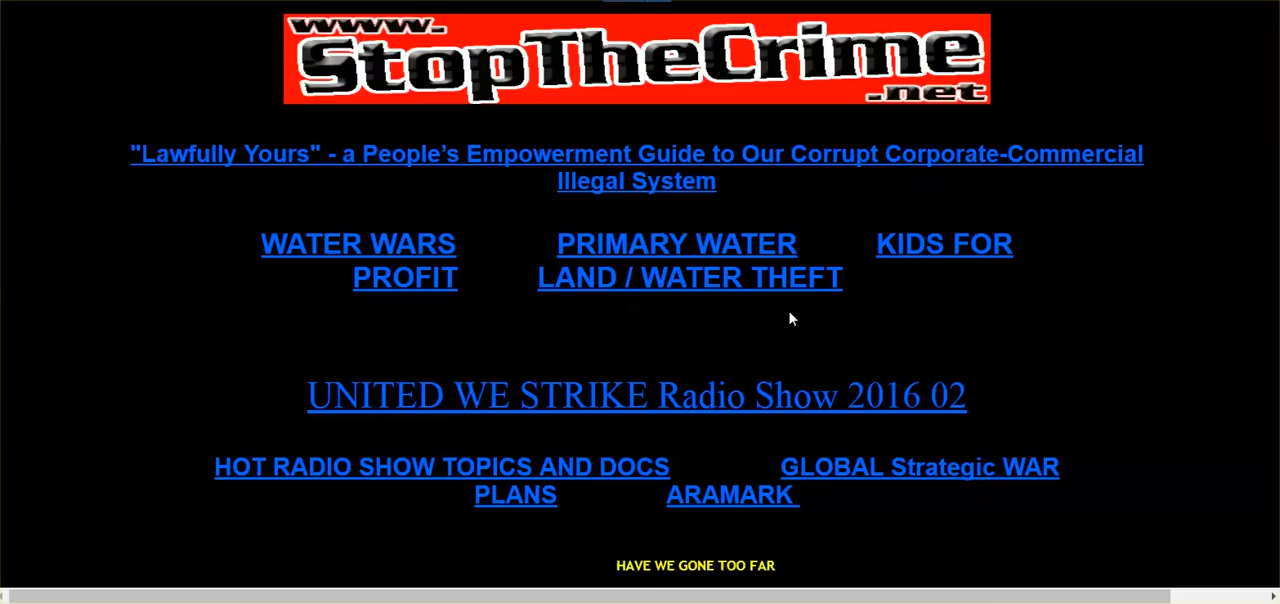 www.
StopTheCrime
.net
"Lawfully Yours" - a People’s Empowerment Guide to Our Corrupt Corporate-Commercial
Illegal System
WATER WARS PRIMARY WATER KIDS FOR
PROFIT LAND / WATER THEFT
UNITED WE STRIKE Radio Show 2016 02
HOT RADIO SHOW TOPICS AND DOCS GLOBAL Strategic WAR
PLANS ARAMARK
HAVE WE GONE TOO FAR